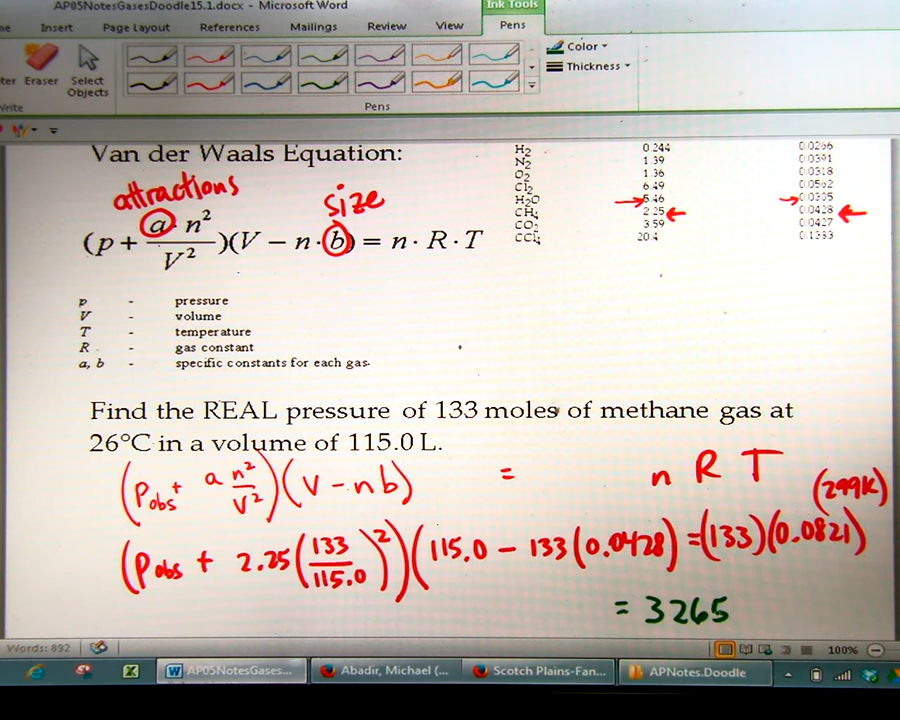 AP05NotesGasesDoodle15.1.docx - Microsoft Word
Ink Tools
Insert Page Layout References Mailings Review View Pens
Eraser Select Objects
Color
Thickness
Pens
Van der Waals Equation:
H₂ 0.244 0.0266
N₂ 1.39 0.0391
O₂ 1.36 0.0318
Cl₂ 6.49 0.0562
H₂O 5.46 0.0305
CH₄ 2.25 0.0428
CO₂ 3.59 0.0427
CCl₄ 20.4 0.1383
attractions size
(p + a · n² / V²)(V − n · b) = n · R · T
p - pressure
V - volume
T - temperature
R - gas constant
a, b - specific constants for each gas
Find the REAL pressure of 133 moles of methane gas at
26°C in a volume of 115.0 L.
(Pobs + a n²/V²)(V − nb) = n R T
(299K)
(Pobs + 2.25(133/115.0)²)(115.0 − 133(0.0428) = (133)(0.0821)
= 3265
Words: 892 100%
AP05NotesGases... Abadir, Michael (... Scotch Plains-Fan... APNotes.Doodle